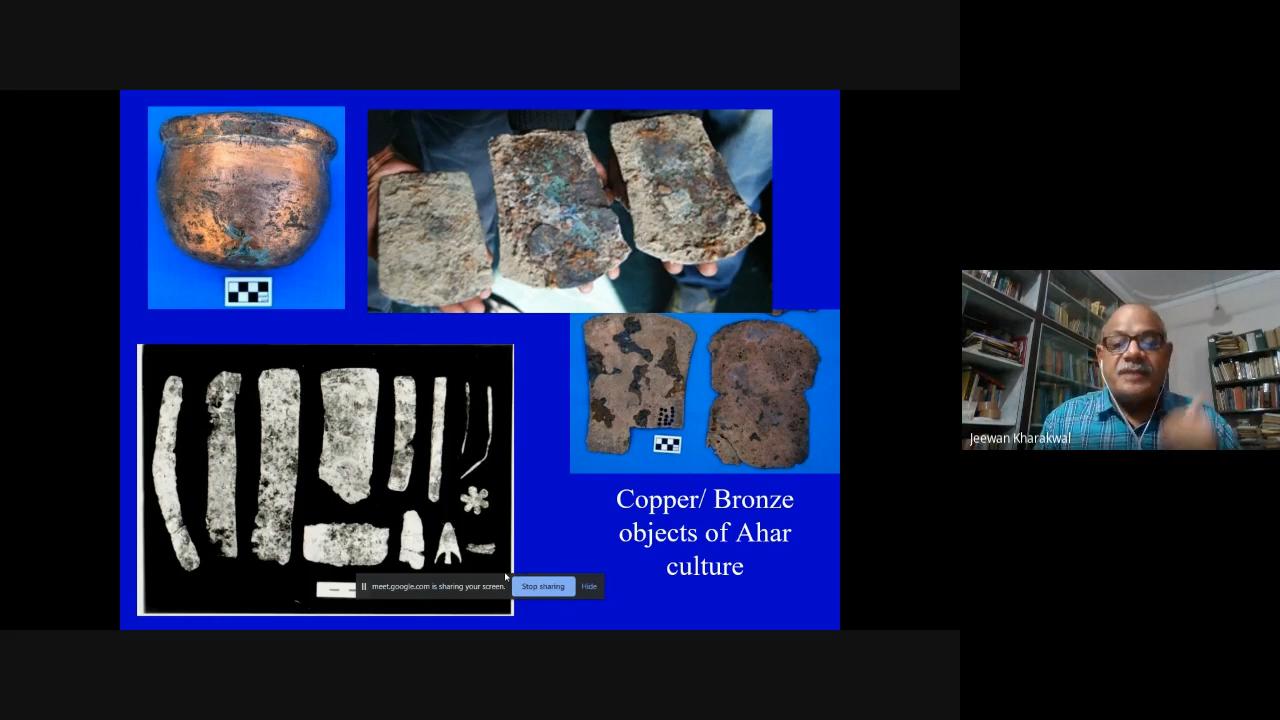 Copper/ Bronze
objects of Ahar
culture
meet.google.com is sharing your screen.
Stop sharing
Hide
Jeewan Kharakwal